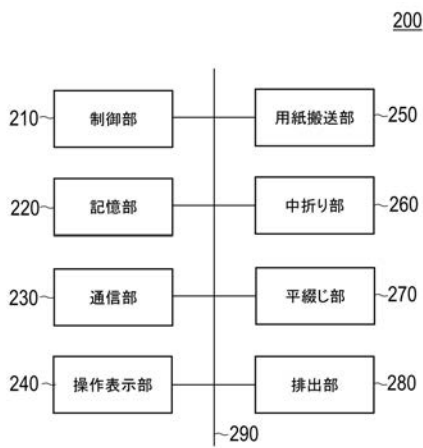 200
210 制御部 用紙搬送部 250
220 記憶部 中折り部 260
230 通信部 平綴じ部 270
240 操作表示部 排出部 280
290